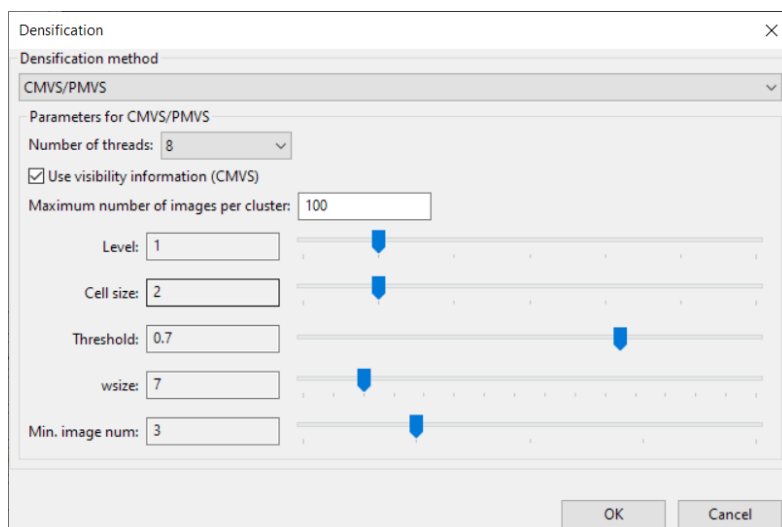 Densification
Densification method
CMVS/PMVS
Parameters for CMVS/PMVS
Number of threads: 8
Use visibility information (CMVS)
Maximum number of images per cluster: 100
Level: 1
Cell size: 2
Threshold: 0.7
wsize: 7
Min. image num: 3
OK Cancel